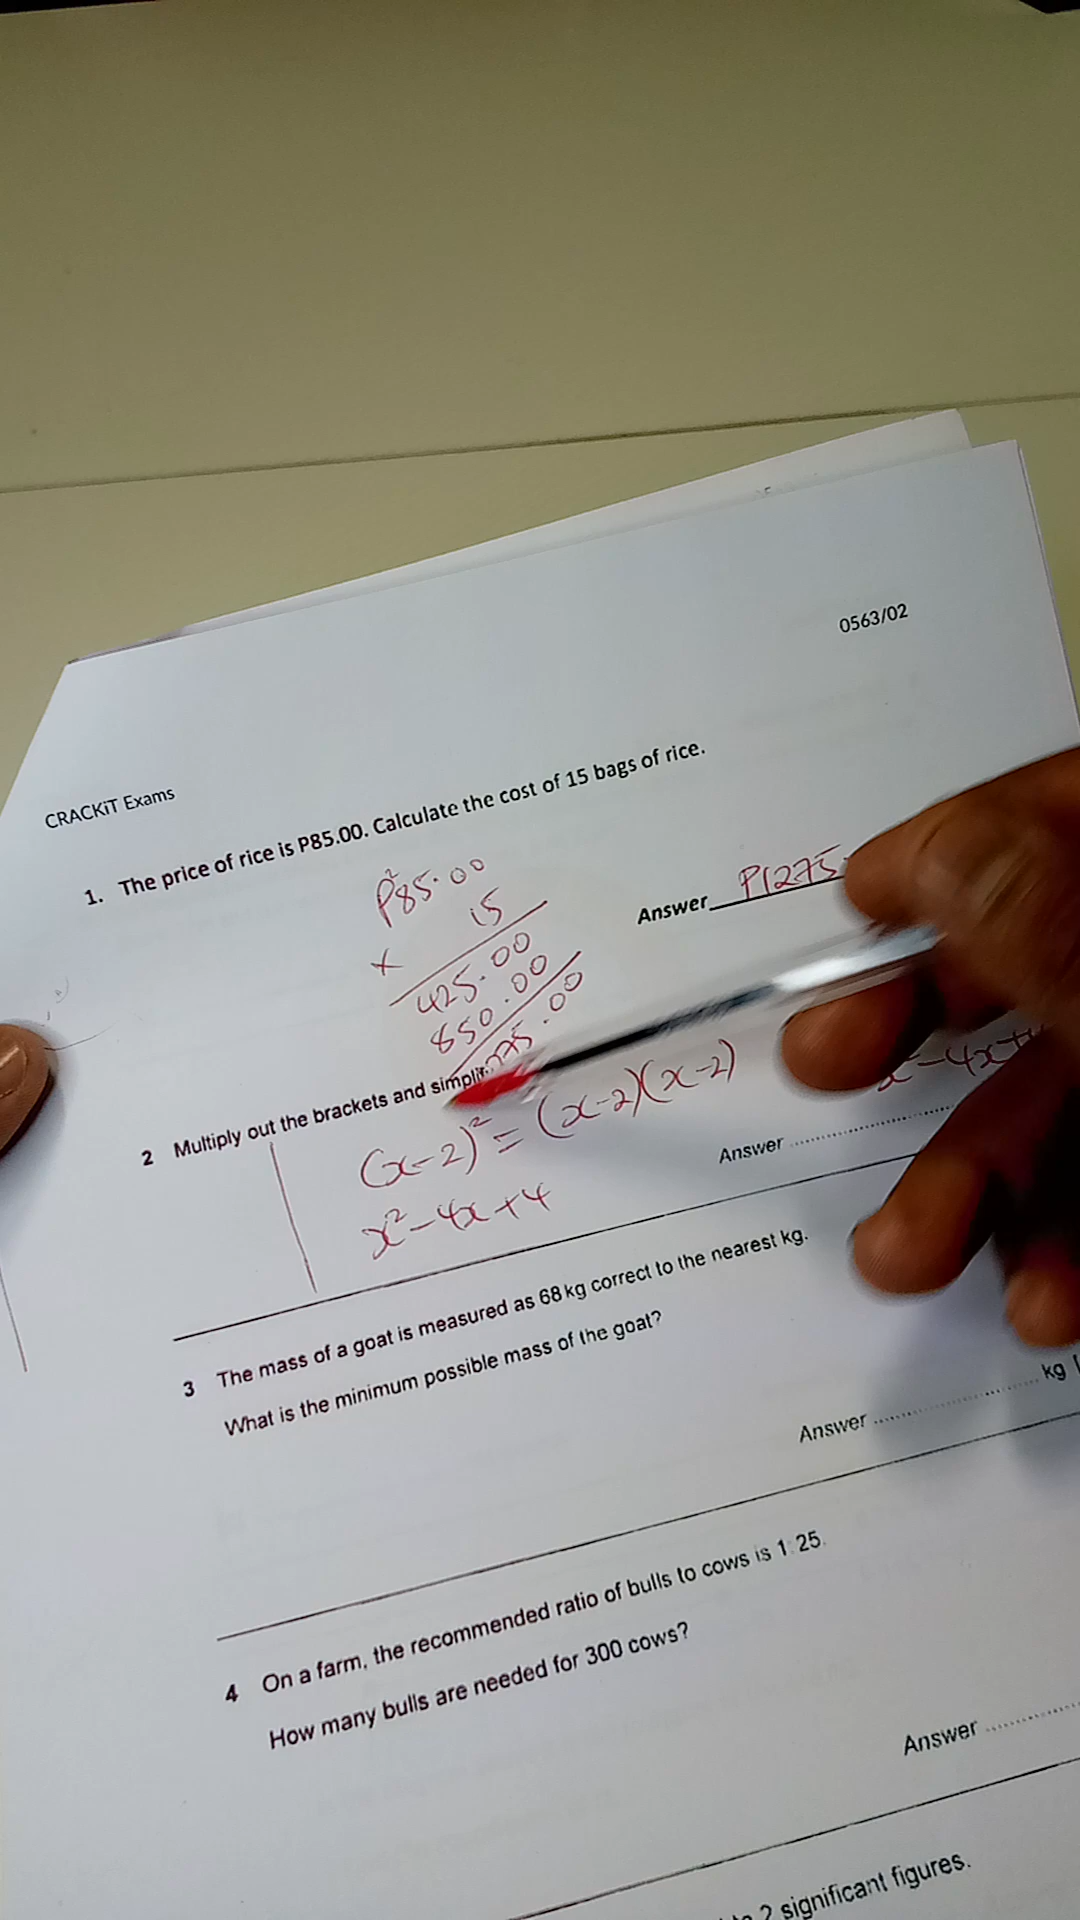 0563/02
CRACKiT Exams
1. The price of rice is P85.00. Calculate the cost of 15 bags of rice.
P85.00
× 15
425.00
850.00
Answer P1275
2 Multiply out the brackets and
(x-2)² = (x-2)(x-2)
x² - 4x + 4
Answer
3 The mass of a goat is measured as 68 kg correct to the nearest kg.
What is the minimum possible mass of the goat?
Answer kg
4 On a farm, the recommended ratio of bulls to cows is 1:25.
How many bulls are needed for 300 cows?
Answer
2 significant figures.